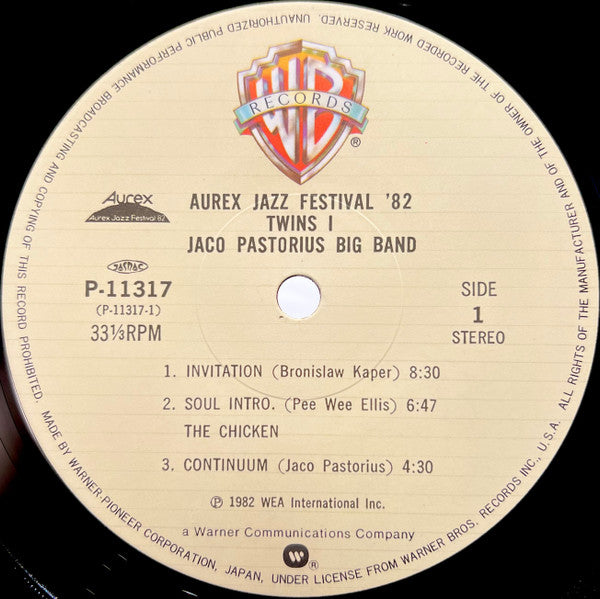 WB
RECORDS
®
Aurex
Aurex Jazz Festival 82
AUREX JAZZ FESTIVAL '82
TWINS I
JACO PASTORIUS BIG BAND
JASRAC
P-11317
(P-11317-1)
33⅓RPM
SIDE
1
STEREO
1. INVITATION (Bronislaw Kaper) 8:30
2. SOUL INTRO. (Pee Wee Ellis) 6:47
THE CHICKEN
3. CONTINUUM (Jaco Pastorius) 4:30
℗ 1982 WEA International Inc.
a Warner Communications Company
®
MADE BY WARNER-PIONEER CORPORATION, JAPAN, UNDER LICENSE FROM WARNER BROS. RECORDS INC., U.S.A. ALL RIGHTS OF THE MANUFACTURER AND OF THE OWNER OF THE RECORDED WORK RESERVED. UNAUTHORIZED PUBLIC PERFORMANCE BROADCASTING AND COPYING OF THIS RECORD PROHIBITED.